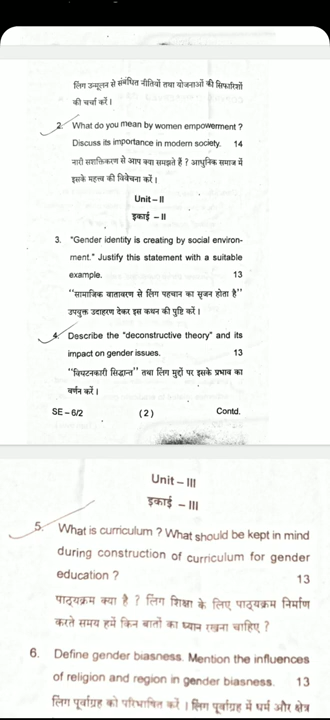 लिंग उन्मूलन से संबंधित नीतियों तथा योजनाओं की सिफारिशों
की चर्चा करें।
2. What do you mean by women empowerment ?
Discuss its importance in modern society. 14
नारी सशक्तिकरण से आप क्या समझते हैं ? आधुनिक समाज में
इसके महत्व की विवेचना करें।
Unit – II
इकाई – II
3. "Gender identity is creating by social environ-
ment." Justify this statement with a suitable
example. 13
"सामाजिक वातावरण से लिंग पहचान का सृजन होता है"
उपयुक्त उदाहरण देकर इस कथन की पुष्टि करें।
4. Describe the "deconstructive theory" and its
impact on gender issues. 13
"विघटनकारी सिद्धान्त" तथा लिंग मुद्दों पर इसके प्रभाव का
वर्णन करें।
SE – 6/2 ( 2 ) Contd.
Unit – III
इकाई – III
5. What is curriculum ? What should be kept in mind
during construction of curriculum for gender
education ? 13
पाठ्यक्रम क्या है ? लिंग शिक्षा के लिए पाठ्यक्रम निर्माण
करते समय हमें किन बातों का ध्यान रखना चाहिए ?
6. Define gender biasness. Mention the influences
of religion and region in gender biasness. 13
लिंग पूर्वाग्रह को परिभाषित करें । लिंग पूर्वाग्रह में धर्म और क्षेत्र